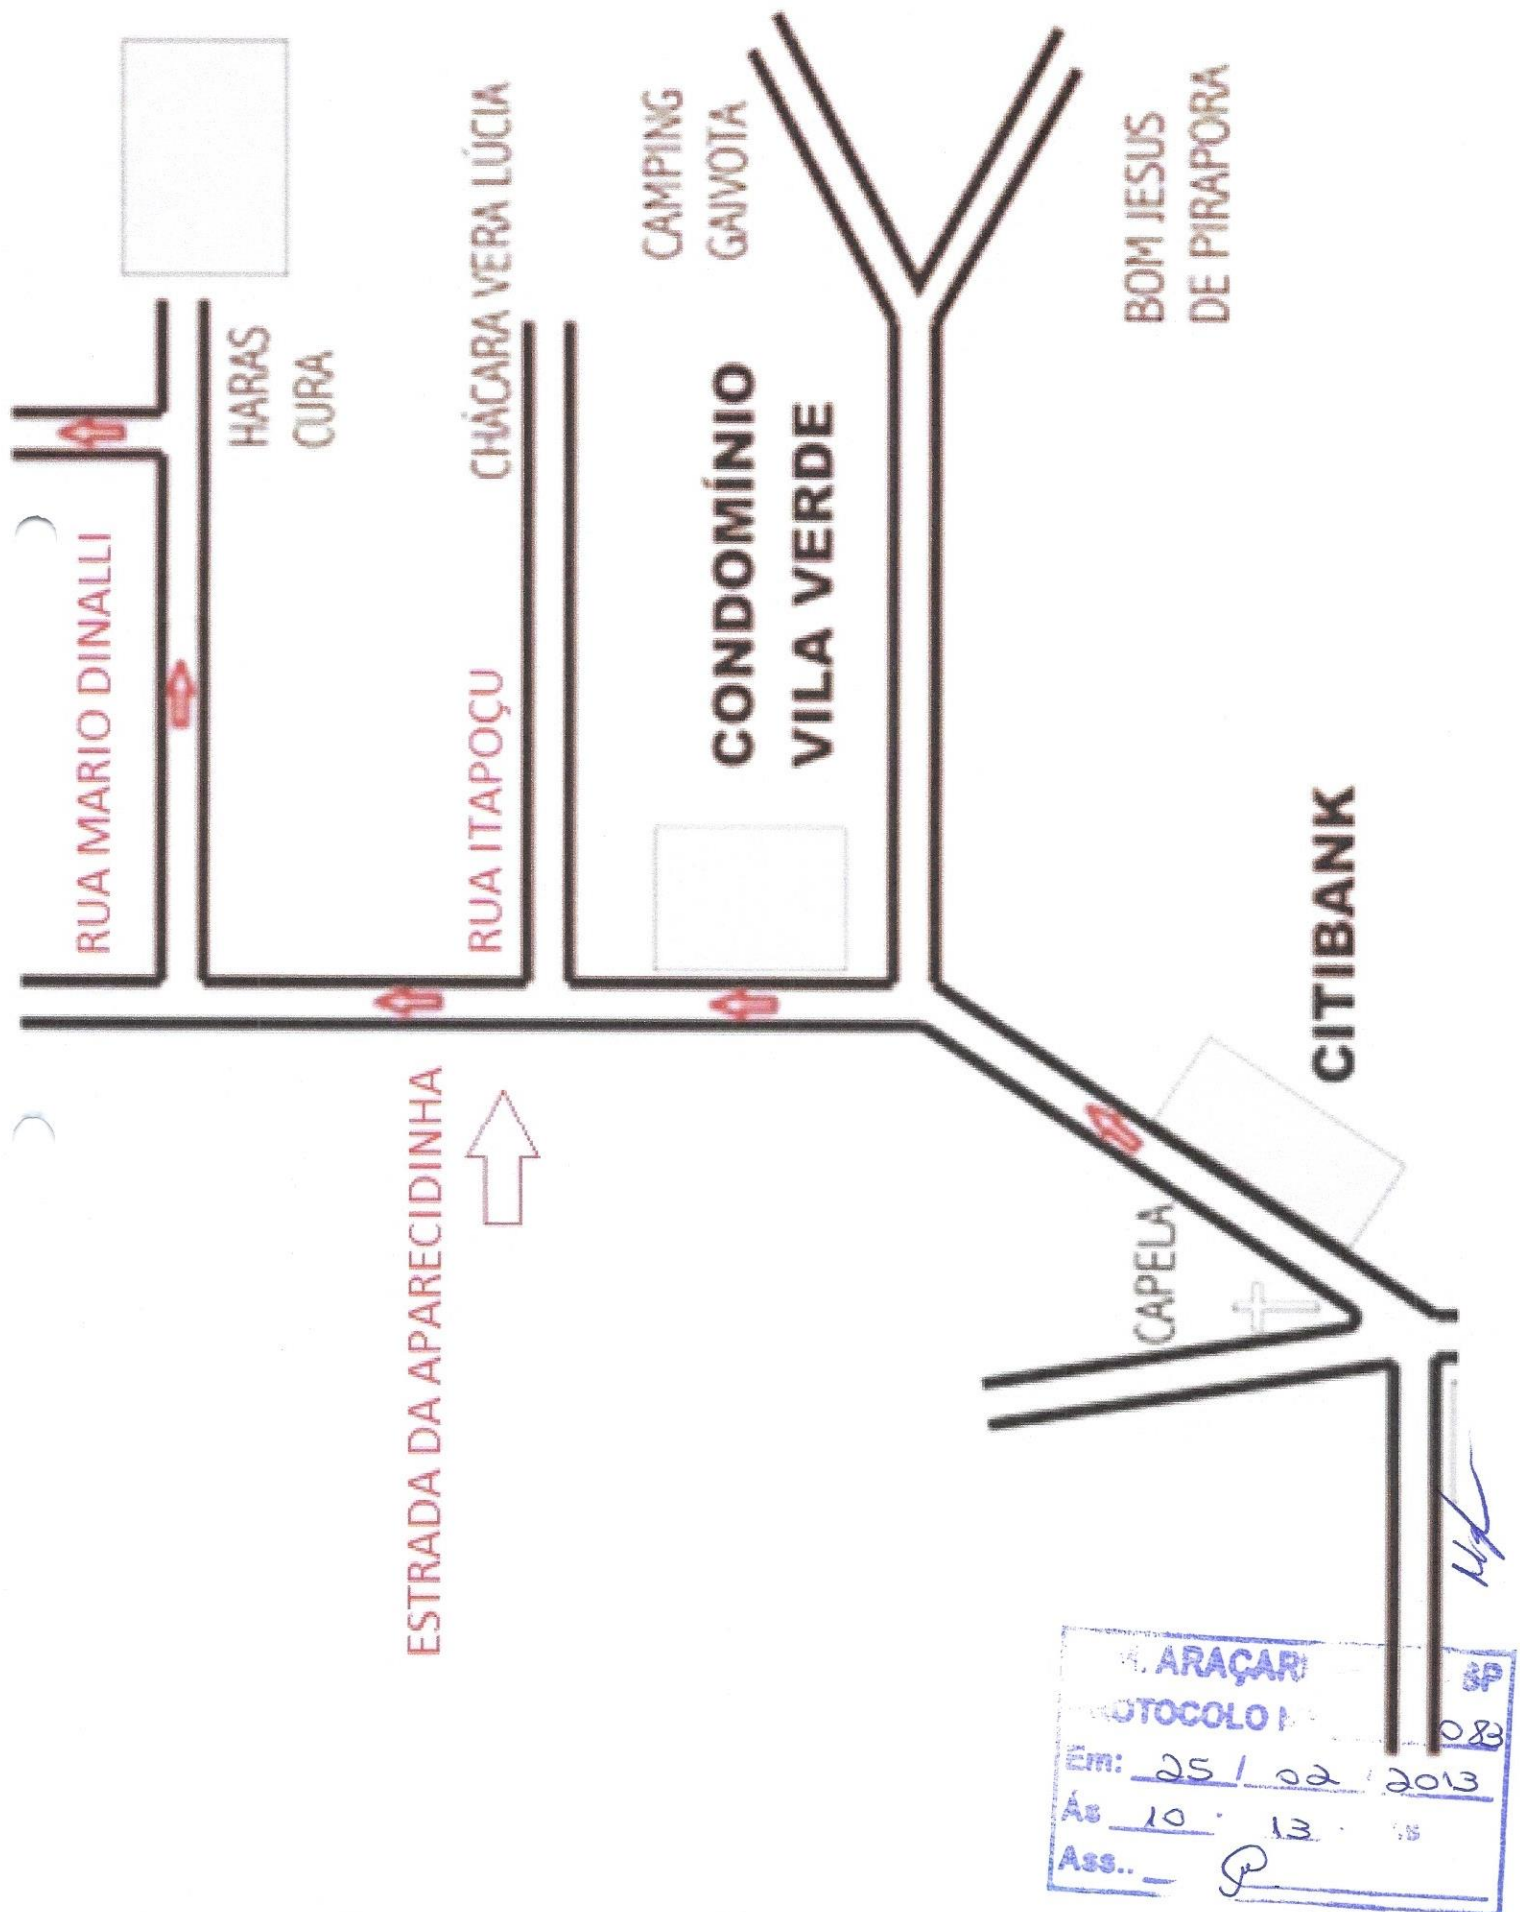 RUA MARIO DINALLI
HARAS
CURA
CHÁCARA VERA LÚCIA
RUA ITAPOÇU
ESTRADA DA APARECIDINHA
CAMPING
GAIVOTA
CONDOMÍNIO
VILA VERDE
BOM JESUS
DE PIRAPORA
CAPELA
CITIBANK
ARAÇARI SP
OTOCOLO 083
Em: 25 / 02 / 2013
Ás 10 13
Ass..